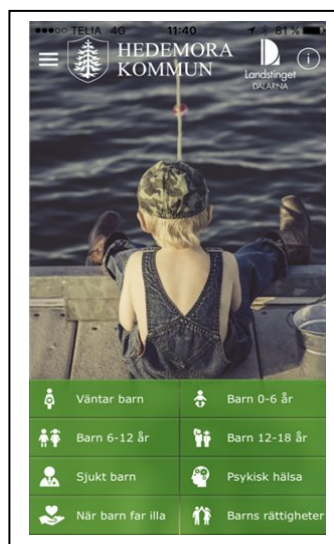 TELIA 4G 11:40 81 %
HEDEMORA
KOMMUN
Landstinget
DALARNA
i
Väntar barn
Barn 0-6 år
Barn 6-12 år
Barn 12-18 år
Sjukt barn
Psykisk hälsa
När barn far illa
Barns rättigheter